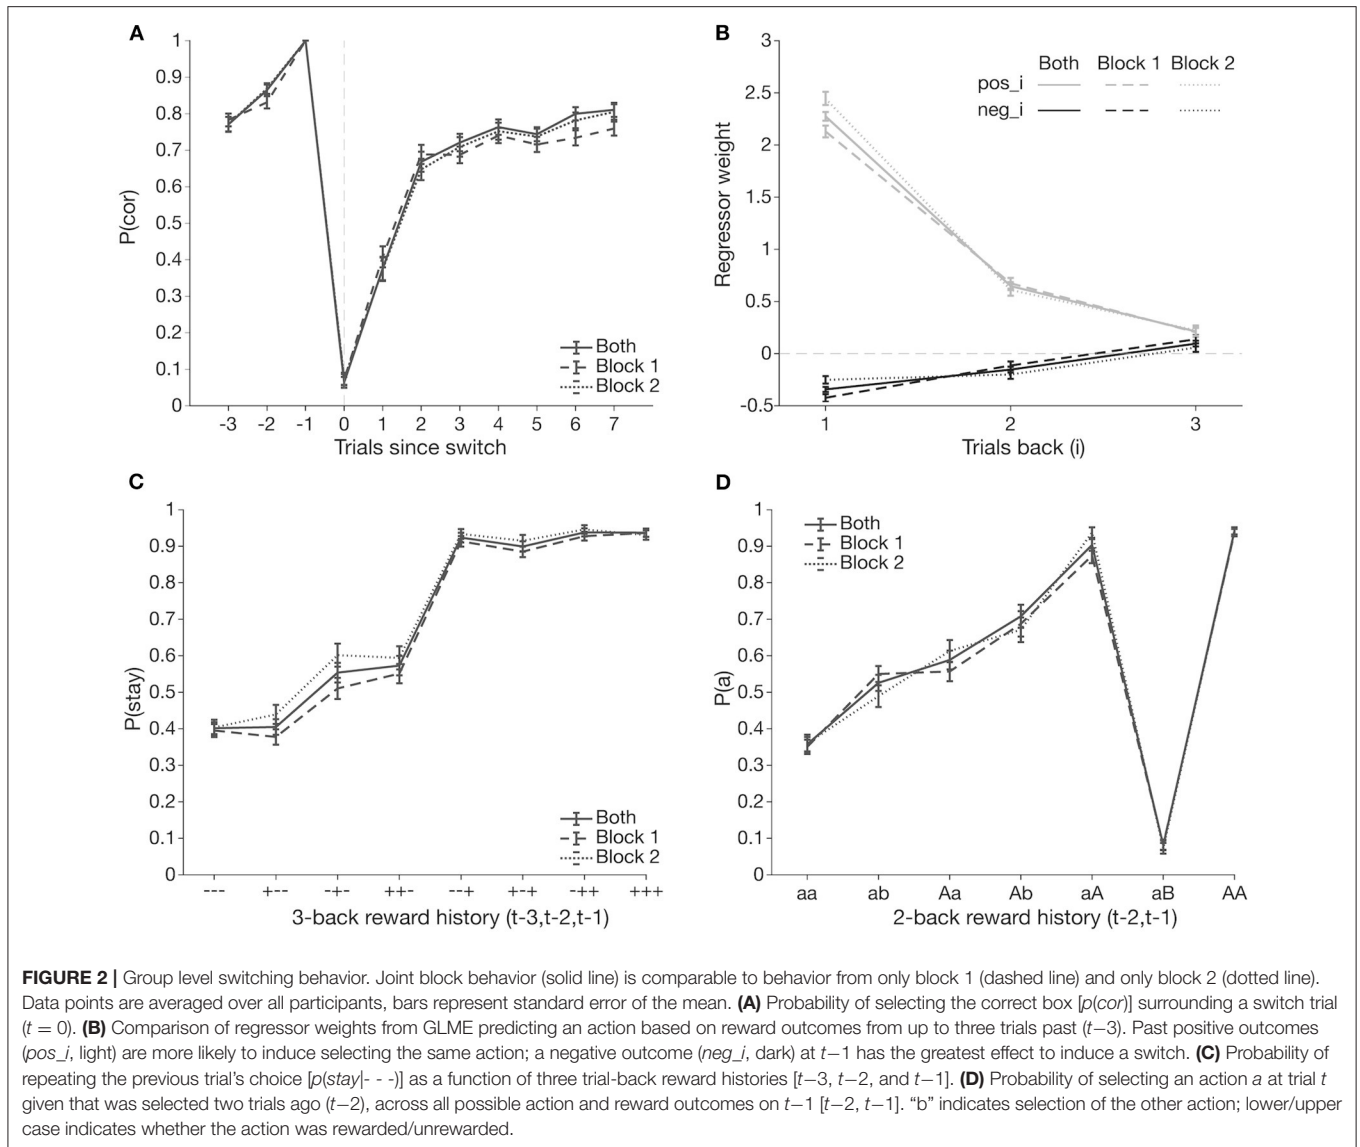 A
1
0.9
0.8
0.7
0.6
0.5
0.4
0.3
0.2
0.1
0
P(cor)
-3 -2 -1 0 1 2 3 4 5 6 7
Trials since switch
Both
Block 1
Block 2
B
3
2.5
2
1.5
1
0.5
0
-0.5
Regressor weight
Both Block 1 Block 2
pos_i
neg_i
1 2 3
Trials back (i)
C
1
0.9
0.8
0.7
0.6
0.5
0.4
0.3
0.2
0.1
0
P(stay)
--- +-- -+- ++- --+ +-+ -++ +++
3-back reward history (t-3,t-2,t-1)
Both
Block 1
Block 2
D
1
0.9
0.8
0.7
0.6
0.5
0.4
0.3
0.2
0.1
0
P(a)
Both
Block 1
Block 2
aa ab Aa Ab aA aB AA
2-back reward history (t-2,t-1)
FIGURE 2 | Group level switching behavior. Joint block behavior (solid line) is comparable to behavior from only block 1 (dashed line) and only block 2 (dotted line).
Data points are averaged over all participants, bars represent standard error of the mean. (A) Probability of selecting the correct box [p(cor)] surrounding a switch trial
(t = 0). (B) Comparison of regressor weights from GLME predicting an action based on reward outcomes from up to three trials past (t−3). Past positive outcomes
(pos_i, light) are more likely to induce selecting the same action; a negative outcome (neg_i, dark) at t−1 has the greatest effect to induce a switch. (C) Probability of
repeating the previous trial's choice [p(stay|- - -)] as a function of three trial-back reward histories [t−3, t−2, and t−1]. (D) Probability of selecting an action a at trial t
given that was selected two trials ago (t−2), across all possible action and reward outcomes on t−1 [t−2, t−1]. "b" indicates selection of the other action; lower/upper
case indicates whether the action was rewarded/unrewarded.